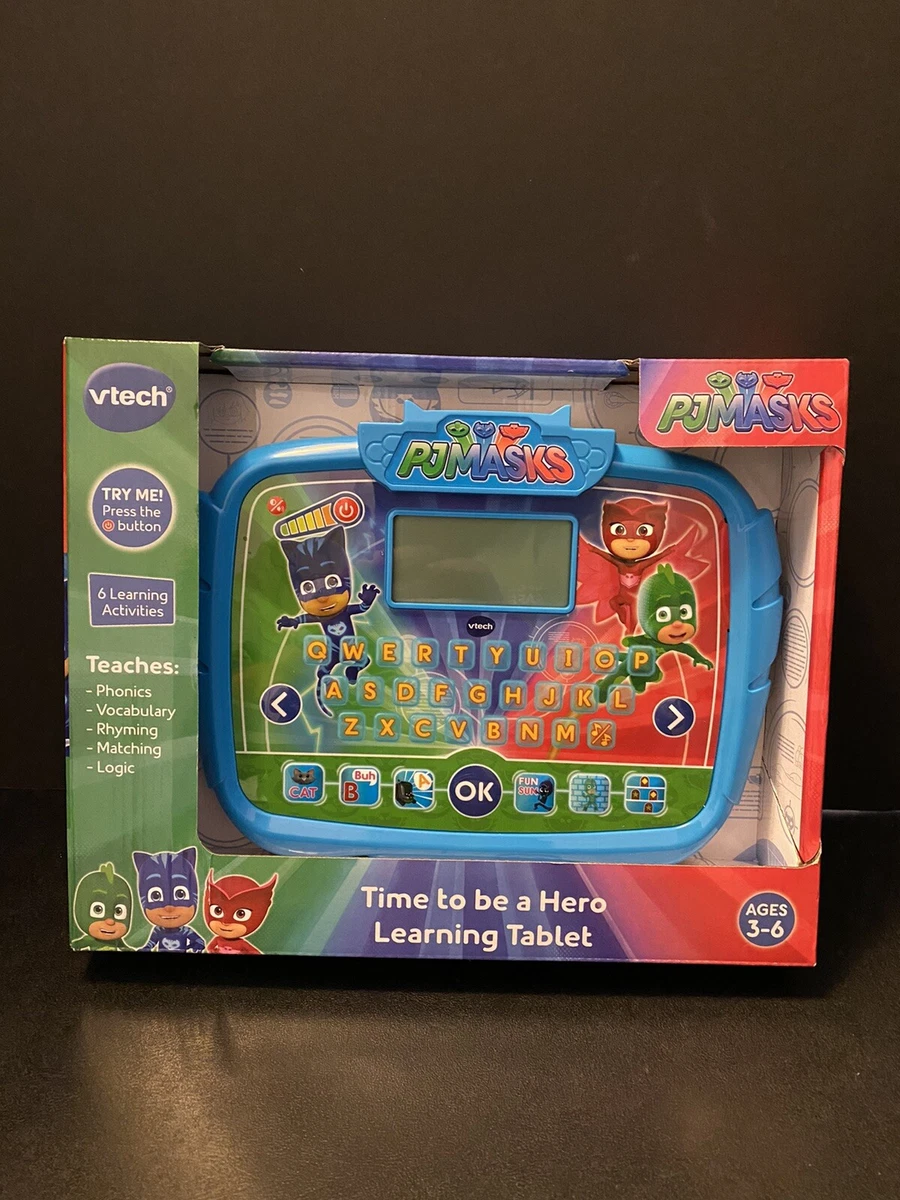 vtech®
PJMASKS
PJMASKS
TRY ME!
Press the
button
6 Learning
Activities
Teaches:
- Phonics
- Vocabulary
- Rhyming
- Matching
- Logic
vtech
Q W E R T Y U I O P
A S D F G H J K L
Z X C V B N M
< >
CAT
Buh
B
A
OK
FUN
SUN
Time to be a Hero
Learning Tablet
AGES
3-6